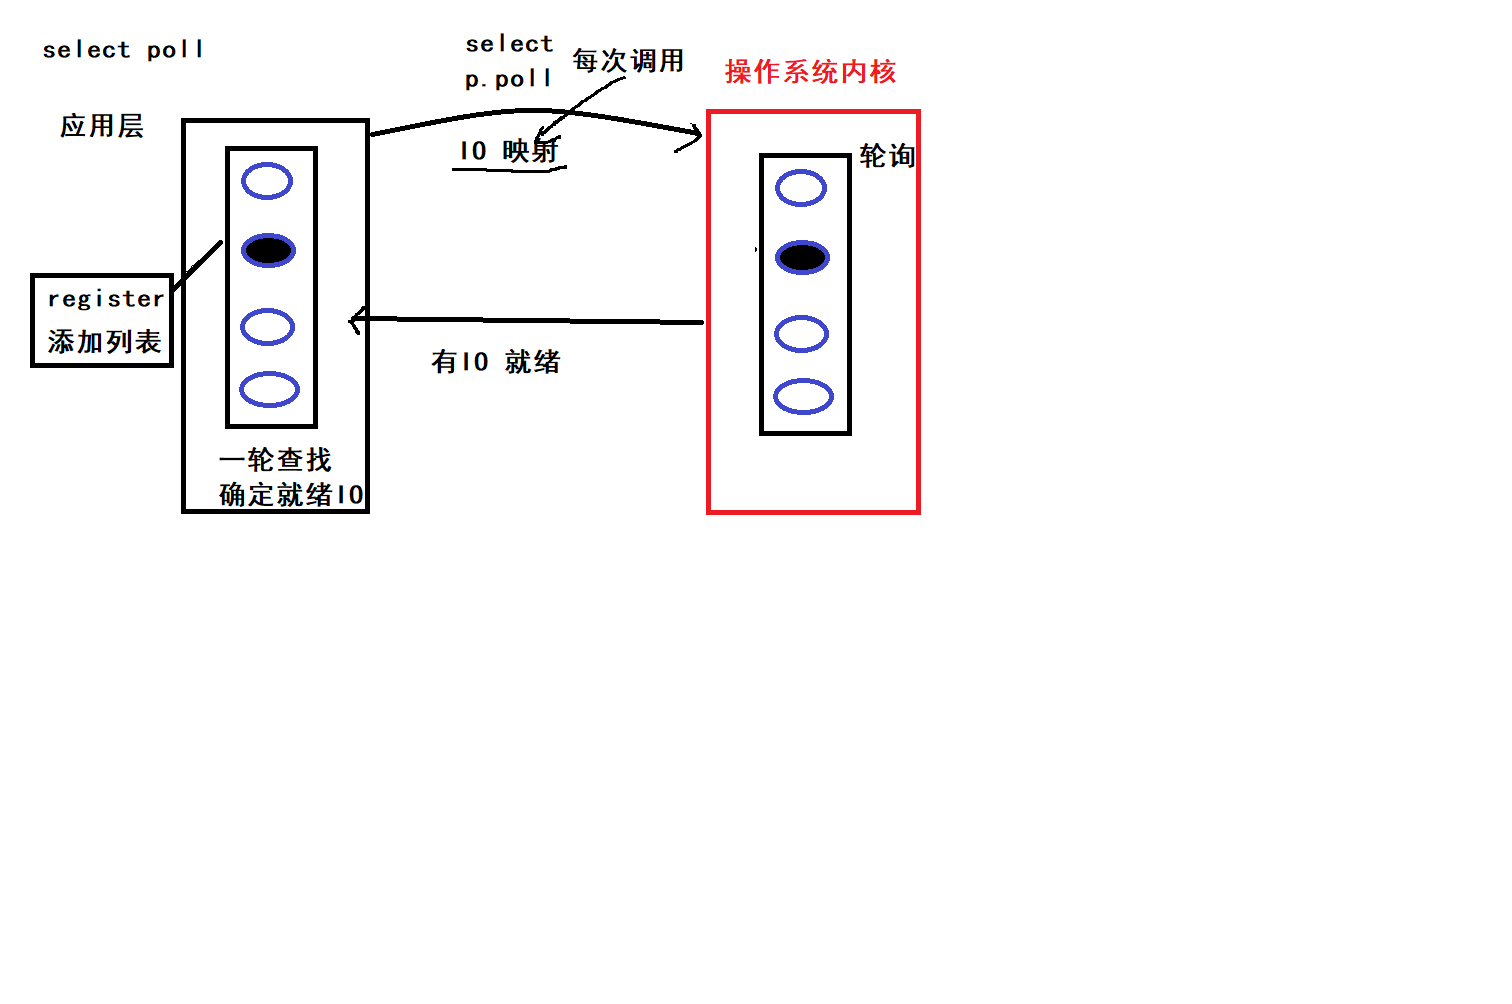 select poll
select
p.poll
每次调用
操作系统内核
应用层
IO 映射
轮询
register
添加列表
有IO 就绪
一轮查找
确定就绪IO